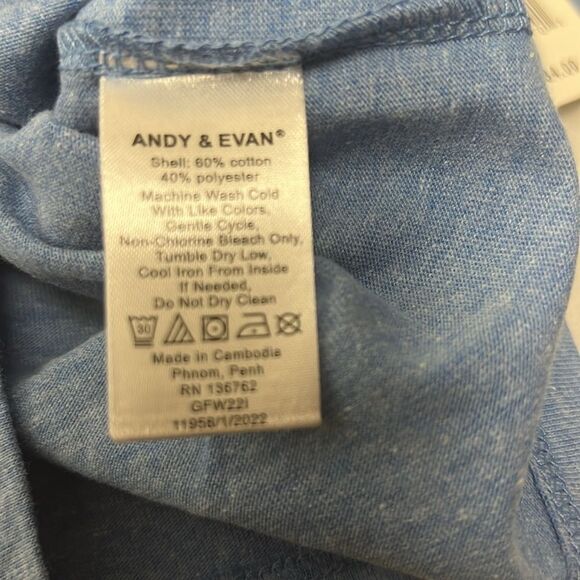 ANDY & EVAN®
Shell: 60% cotton
40% polyester
Machine Wash Cold
With Like Colors,
Gentle Cycle,
Non-Chlorine Bleach Only,
Tumble Dry Low,
Cool Iron From Inside
If Needed,
Do Not Dry Clean
30
Made in Cambodia
Phnom, Penh
RN 136762
GFW22I
11958/1/2022